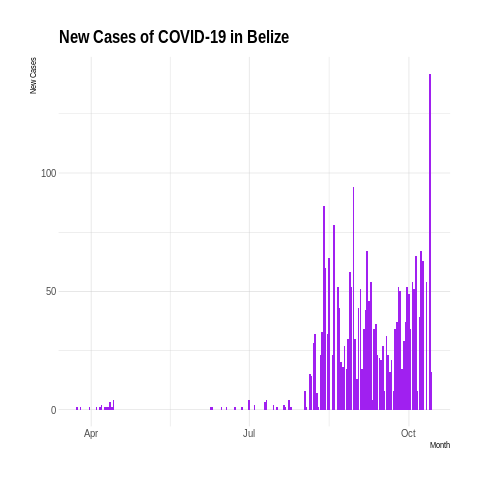 New Cases of COVID-19 in Belize
New Cases
100
50
0
Apr Jul Oct
Month